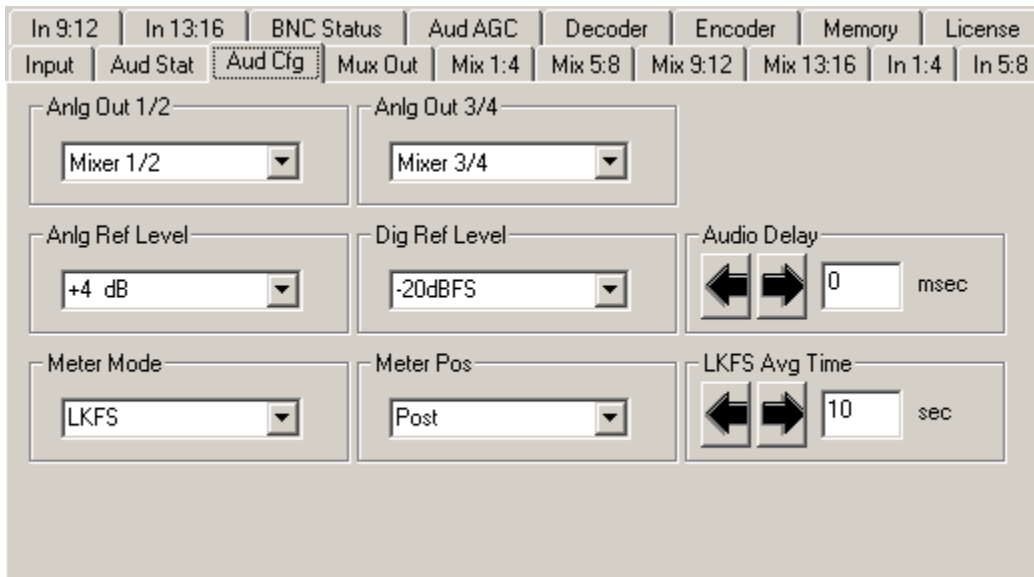 In 9:12 In 13:16 BNC Status Aud AGC Decoder Encoder Memory License
Input Aud Stat Aud Cfg Mux Out Mix 1:4 Mix 5:8 Mix 9:12 Mix 13:16 In 1:4 In 5:8
Anlg Out 1/2 Anlg Out 3/4
Mixer 1/2 Mixer 3/4
Anlg Ref Level Dig Ref Level Audio Delay
+4 dB -20dBFS 0 msec
Meter Mode Meter Pos LKFS Avg Time
LKFS Post 10 sec